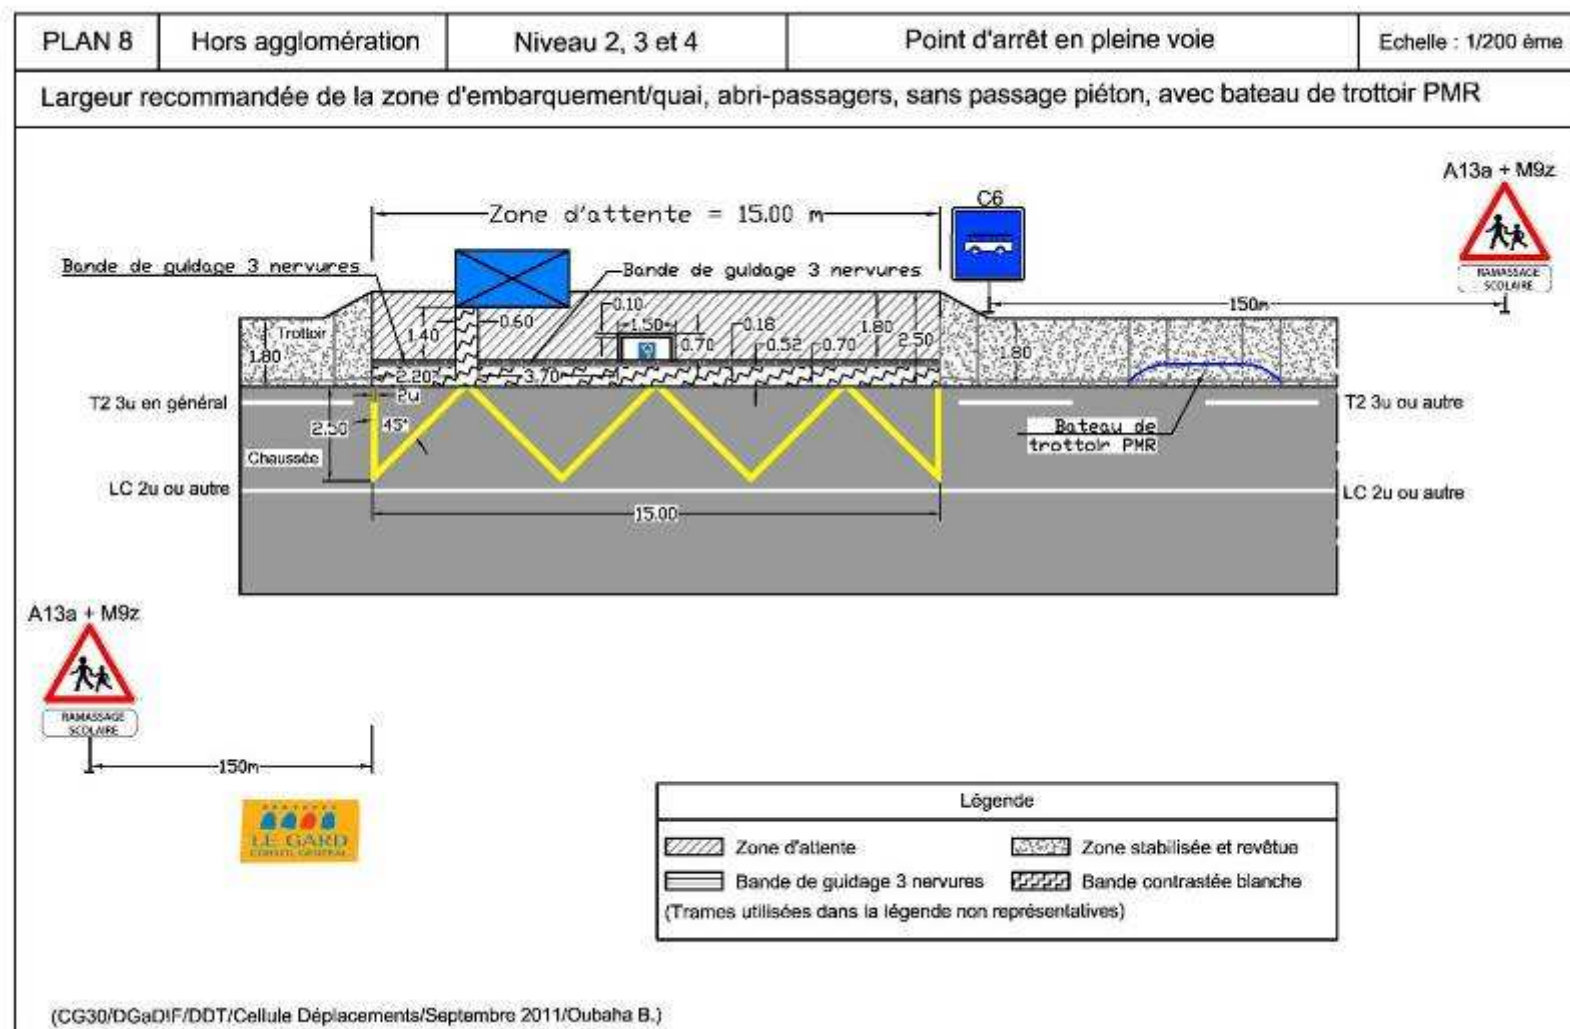 PLAN 8
Hors agglomération
Niveau 2, 3 et 4
Point d'arrêt en pleine voie
Echelle : 1/200 ème
Largeur recommandée de la zone d'embarquement/quai, abri-passagers, sans passage piéton, avec bateau de trottoir PMR
A13a + M9z
RAMASSAGE
SCOLAIRE
C6
Zone d'attente = 15.00 m
Bande de guidage 3 nervures
Bande de guidage 3 nervures
150m
Trottoir
1.80
1.40
0.60
0.10
1.50
0.70
0.18
0.52
0.70
1.80
2.50
1.80
2.20
3.70
T2 3u en général
2u
2.50
45°
Chaussée
LC 2u ou autre
15.00
Bateau de
trottoir PMR
T2 3u ou autre
LC 2u ou autre
A13a + M9z
RAMASSAGE
SCOLAIRE
150m
LE GARD
CONSEIL GENERAL
Légende
Zone d'attente
Zone stabilisée et revêtue
Bande de guidage 3 nervures
Bande contrastée blanche
(Trames utilisées dans la légende non représentatives)
(CG30/DGaDIF/DDT/Cellule Déplacements/Septembre 2011/Oubaha B.)